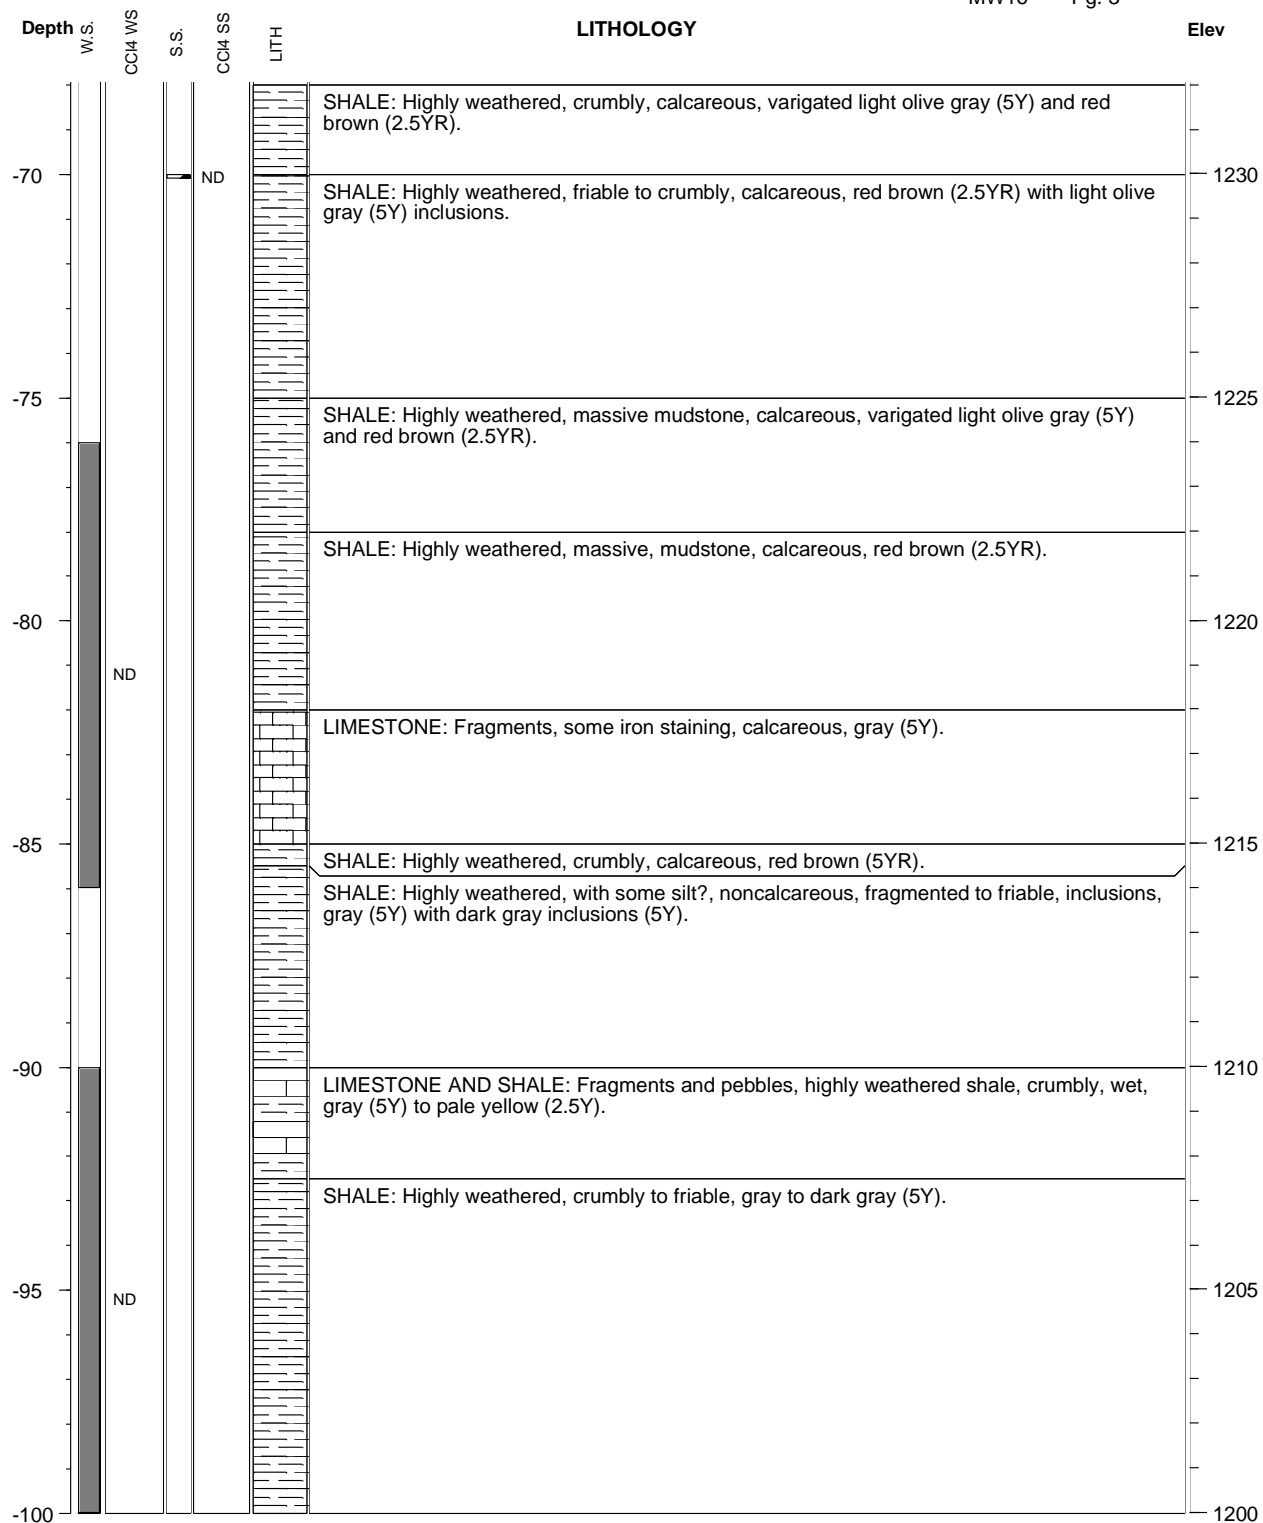 Depth W.S. CCl4 WS S.S. CCl4 SS LITH LITHOLOGY Elev
SHALE: Highly weathered, crumbly, calcareous, varigated light olive gray (5Y) and red
brown (2.5YR).
-70 ND 1230
SHALE: Highly weathered, friable to crumbly, calcareous, red brown (2.5YR) with light olive
gray (5Y) inclusions.
-75 1225
SHALE: Highly weathered, massive mudstone, calcareous, varigated light olive gray (5Y)
and red brown (2.5YR).
SHALE: Highly weathered, massive, mudstone, calcareous, red brown (2.5YR).
-80 1220
ND
LIMESTONE: Fragments, some iron staining, calcareous, gray (5Y).
-85 1215
SHALE: Highly weathered, crumbly, calcareous, red brown (5YR).
SHALE: Highly weathered, with some silt?, noncalcareous, fragmented to friable, inclusions,
gray (5Y) with dark gray inclusions (5Y).
-90 1210
LIMESTONE AND SHALE: Fragments and pebbles, highly weathered shale, crumbly, wet,
gray (5Y) to pale yellow (2.5Y).
SHALE: Highly weathered, crumbly to friable, gray to dark gray (5Y).
-95 ND 1205
-100 1200